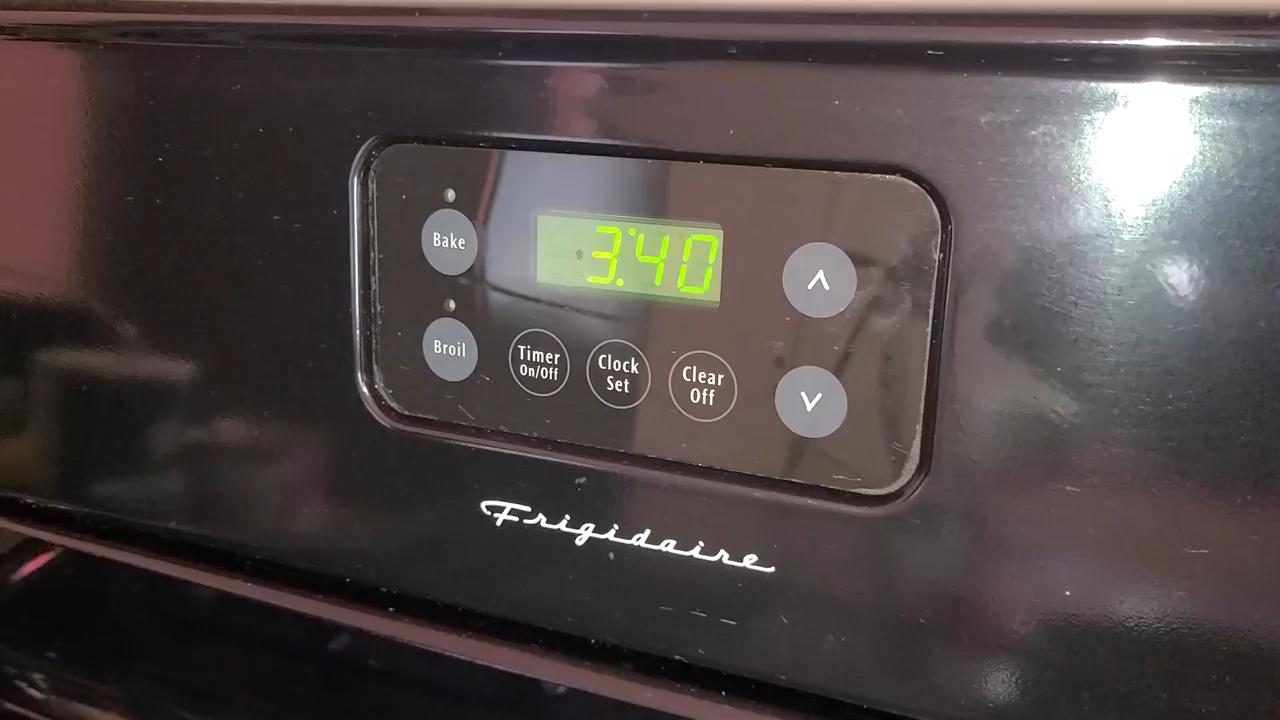 Bake
3:40
Broil
Timer
On/Off
Clock
Set
Clear
Off
Frigidaire